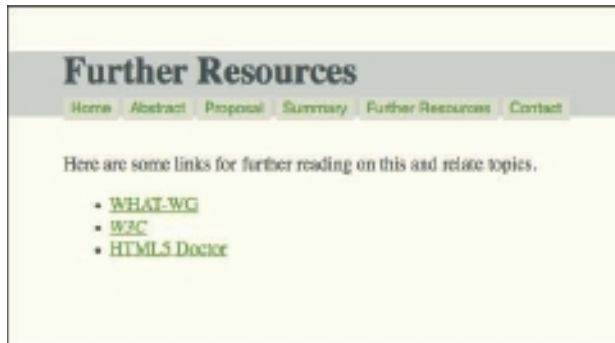 Further Resources
Home Abstract Proposal Summary Further Resources Contact
Here are some links for further reading on this and relate topics.
WHAT-WG
W3C
HTML5 Doctor